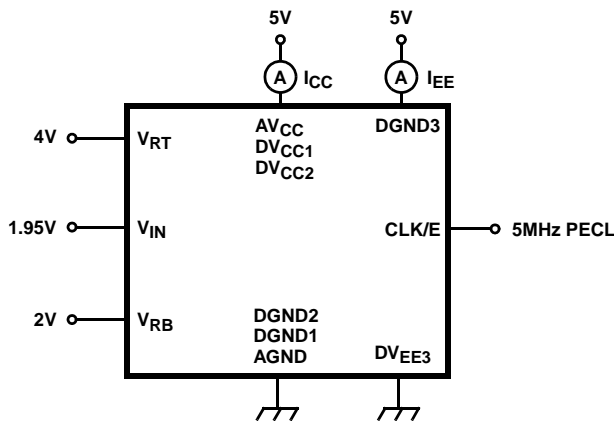 5V 5V
A ICC A IEE
AVCC DGND3
DVCC1
DVCC2
4V VRT
1.95V VIN CLK/E 5MHz PECL
2V VRB
DGND2
DGND1
AGND DVEE3